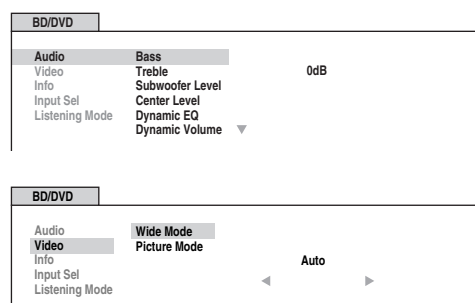 BD/DVD
Audio Bass
Video Treble 0dB
Info Subwoofer Level
Input Sel Center Level
Listening Mode Dynamic EQ
Dynamic Volume
BD/DVD
Audio Wide Mode
Video Picture Mode
Info Auto
Input Sel
Listening Mode